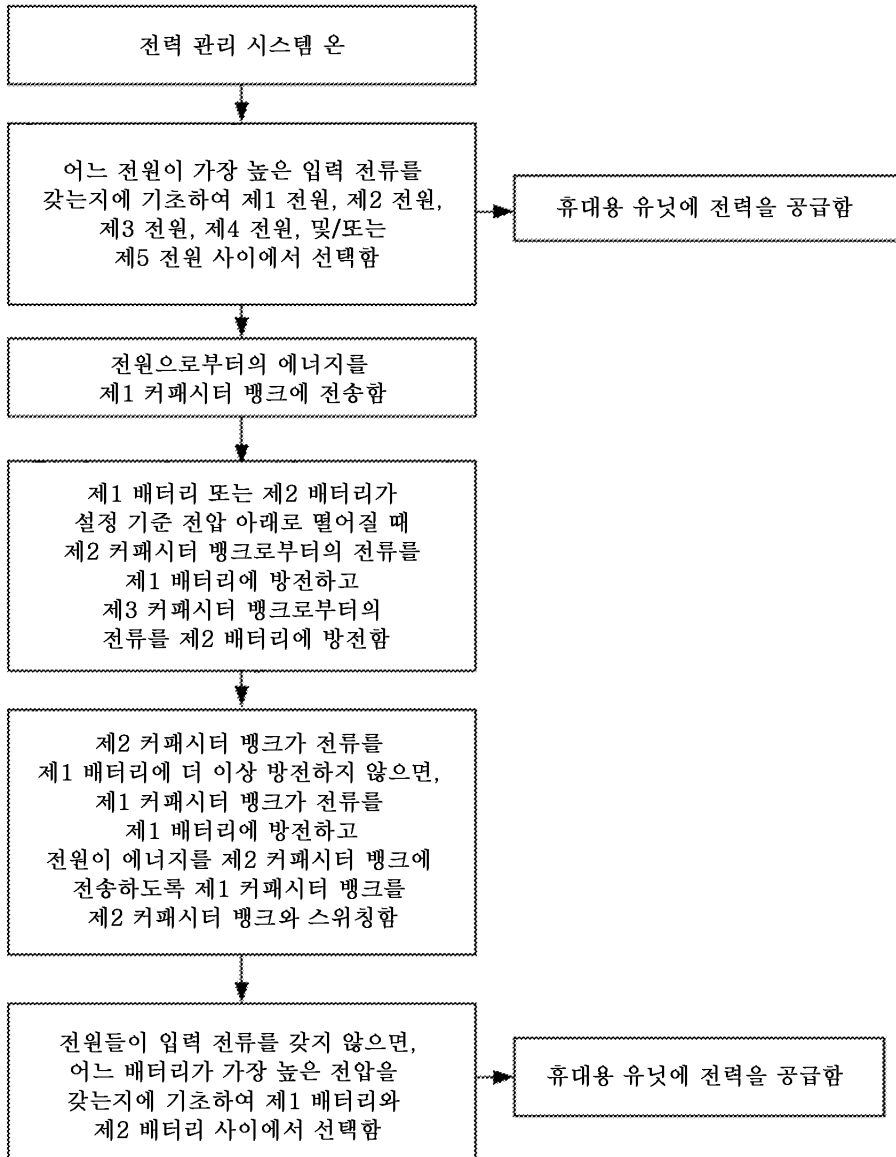 전력 관리 시스템 온
어느 전원이 가장 높은 입력 전류를
갖는지에 기초하여 제1 전원, 제2 전원,
제3 전원, 제4 전원, 및/또는
제5 전원 사이에서 선택함
휴대용 유닛에 전력을 공급함
전원으로부터의 에너지를
제1 커패시터 뱅크에 전송함
제1 배터리 또는 제2 배터리가
설정 기준 전압 아래로 떨어질 때
제2 커패시터 뱅크로부터의 전류를
제1 배터리에 방전하고
제3 커패시터 뱅크로부터의
전류를 제2 배터리에 방전함
제2 커패시터 뱅크가 전류를
제1 배터리에 더 이상 방전하지 않으면,
제1 커패시터 뱅크가 전류를
제1 배터리에 방전하고
전원이 에너지를 제2 커패시터 뱅크에
전송하도록 제1 커패시터 뱅크를
제2 커패시터 뱅크와 스위칭함
전원들이 입력 전류를 갖지 않으면,
어느 배터리가 가장 높은 전압을
갖는지에 기초하여 제1 배터리와
제2 배터리 사이에서 선택함
휴대용 유닛에 전력을 공급함